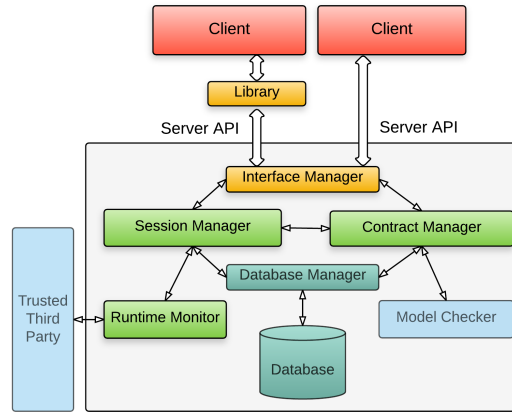 Client
Client
Library
Server API
Server API
Interface Manager
Session Manager
Contract Manager
Database Manager
Trusted
Third
Party
Runtime Monitor
Model Checker
Database